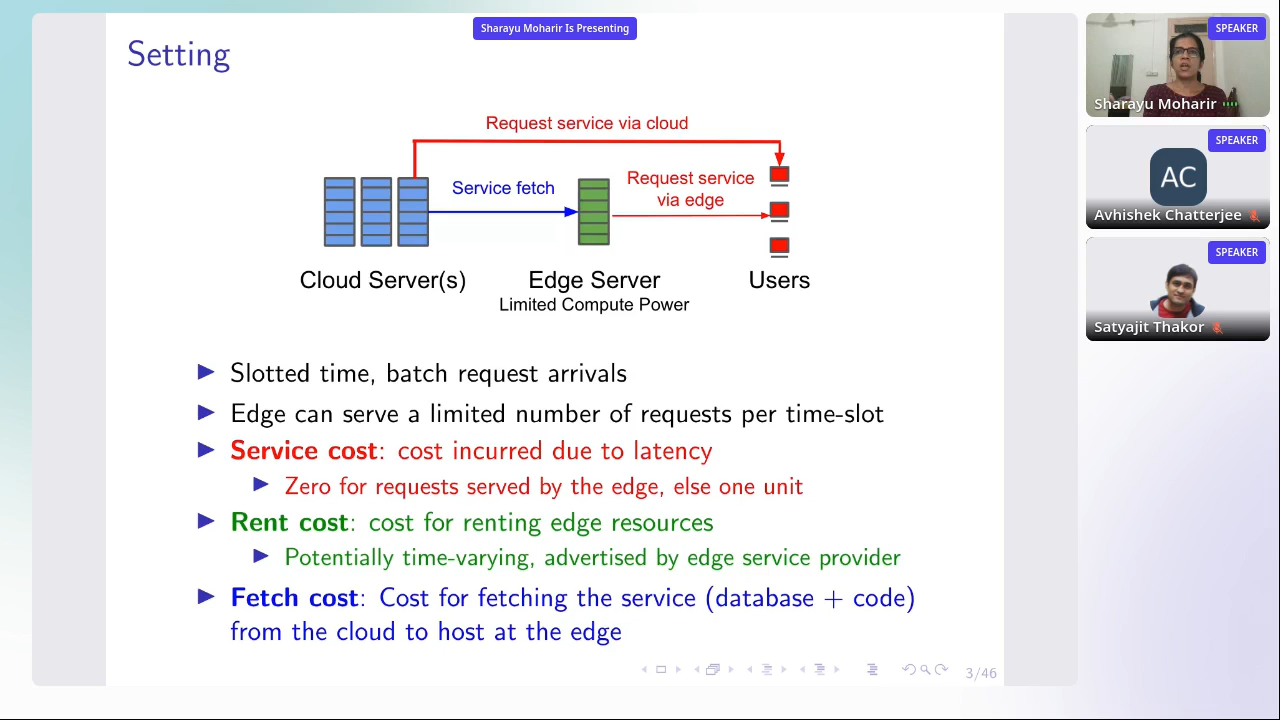 Sharayu Moharir Is Presenting
Setting
Request service via cloud
Service fetch
Request service
via edge
Cloud Server(s)
Edge Server
Limited Compute Power
Users
Slotted time, batch request arrivals
Edge can serve a limited number of requests per time-slot
Service cost: cost incurred due to latency
Zero for requests served by the edge, else one unit
Rent cost: cost for renting edge resources
Potentially time-varying, advertised by edge service provider
Fetch cost: Cost for fetching the service (database + code)
from the cloud to host at the edge
3/46
SPEAKER
Sharayu Moharir
SPEAKER
AC
Avhishek Chatterjee
SPEAKER
Satyajit Thakor